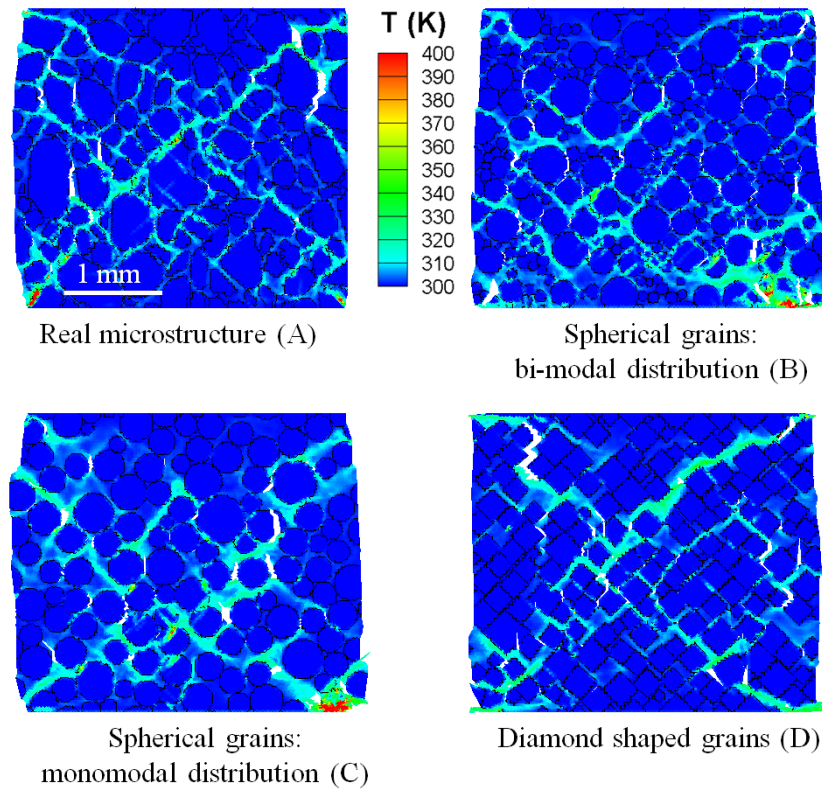 T (K)
400
390
380
370
360
350
340
330
320
310
300
1 mm
Real microstructure (A)
Spherical grains:
bi-modal distribution (B)
Spherical grains:
monomodal distribution (C)
Diamond shaped grains (D)